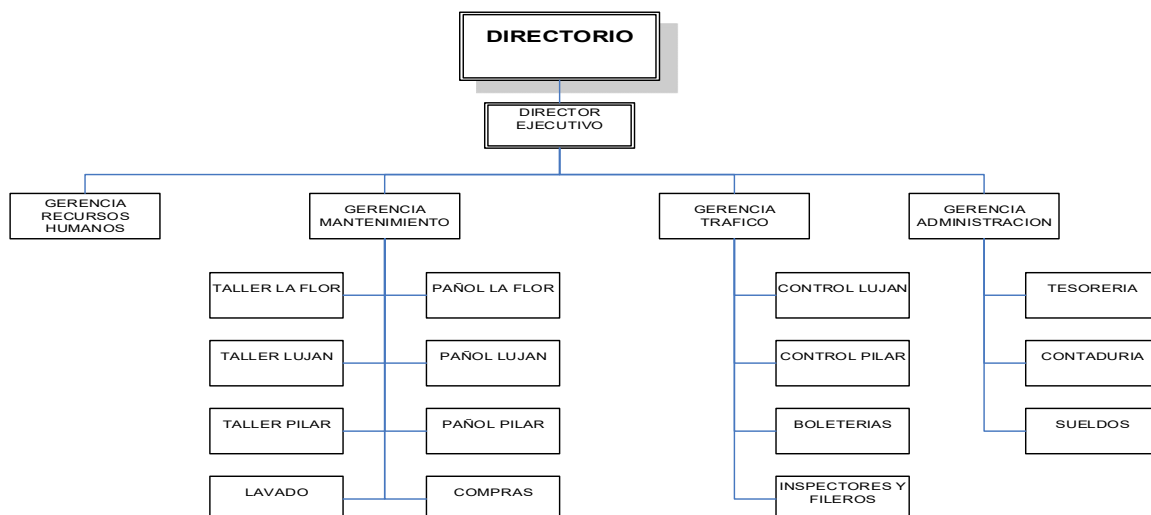 DIRECTORIO
DIRECTOR
EJECUTIVO
GERENCIA
RECURSOS
HUMANOS
GERENCIA
MANTENIMIENTO
GERENCIA
TRAFICO
GERENCIA
ADMINISTRACION
TALLER LA FLOR
PAÑOL LA FLOR
CONTROL LUJAN
TESORERIA
TALLER LUJAN
PAÑOL LUJAN
CONTROL PILAR
CONTADURIA
TALLER PILAR
PAÑOL PILAR
BOLETERIAS
SUELDOS
LAVADO
COMPRAS
INSPECTORES Y
FILEROS